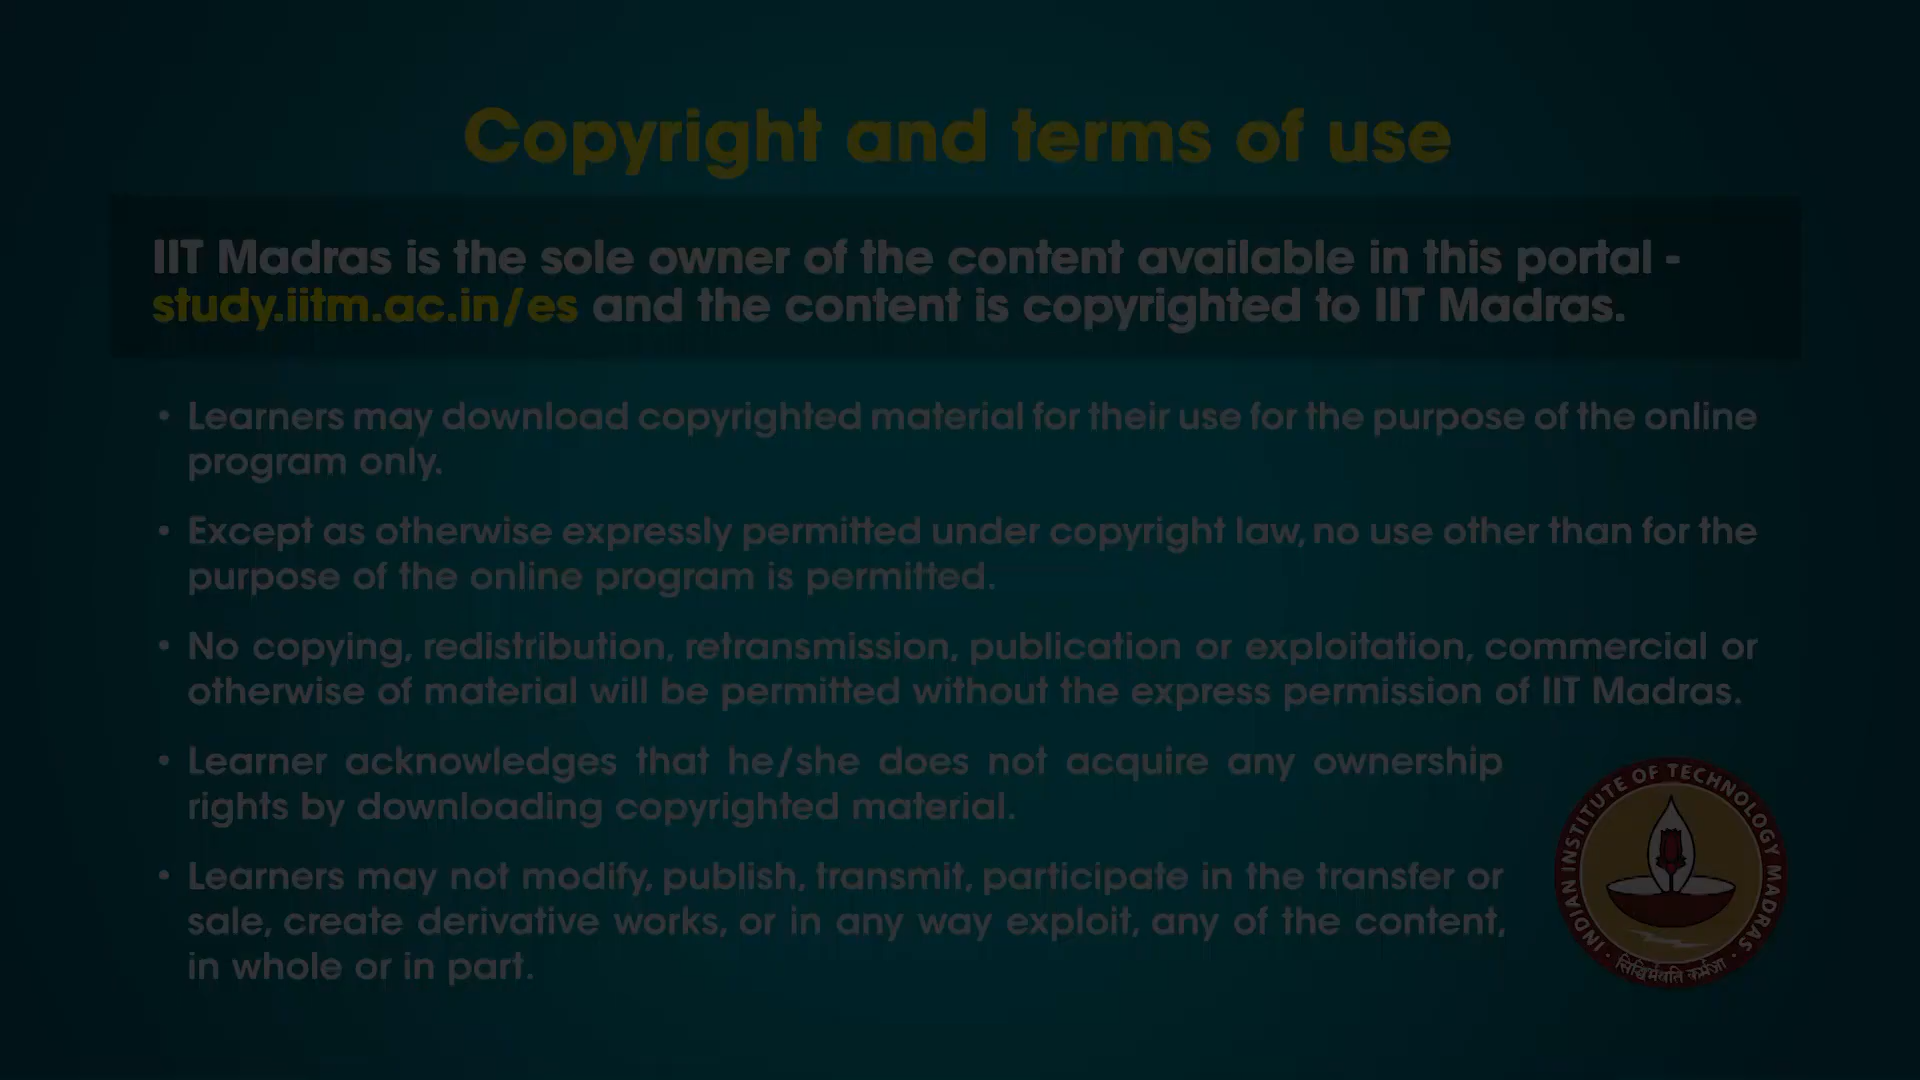 Copyright and terms of use
IIT Madras is the sole owner of the content available in this portal -
study.iitm.ac.in/es and the content is copyrighted to IIT Madras.
• Learners may download copyrighted material for their use for the purpose of the online
program only.
• Except as otherwise expressly permitted under copyright law, no use other than for the
purpose of the online program is permitted.
• No copying, redistribution, retransmission, publication or exploitation, commercial or
otherwise of material will be permitted without the express permission of IIT Madras.
• Learner acknowledges that he/she does not acquire any ownership
rights by downloading copyrighted material.
• Learners may not modify, publish, transmit, participate in the transfer or
sale, create derivative works, or in any way exploit, any of the content,
in whole or in part.
INDIAN INSTITUTE OF TECHNOLOGY MADRAS
सिद्धिर्भवति कर्मजा